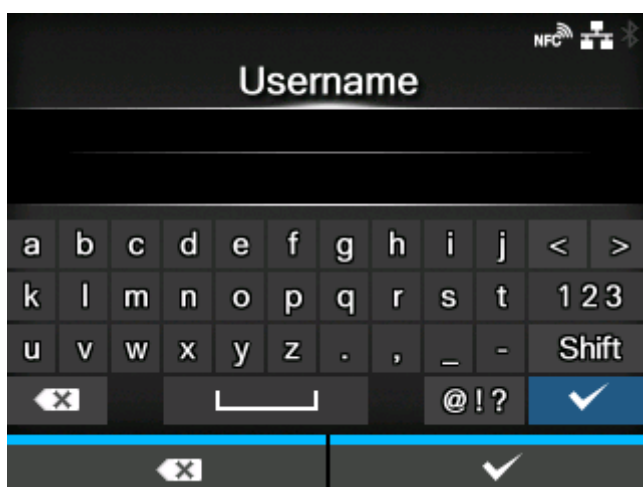 NFC
Username
a b c d e f g h i j < >
k l m n o p q r s t 123
u v w x y z . , _ - Shift
@!?